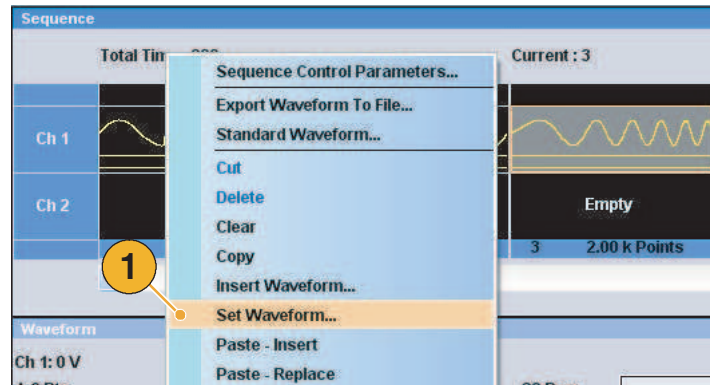 Sequence
Total Tim
Current : 3
Sequence Control Parameters...
Export Waveform To File...
Standard Waveform...
Ch 1
Cut
Delete
Ch 2
Empty
Clear
Copy
3 2.00 k Points
1
Insert Waveform...
Set Waveform...
Waveform
Paste - Insert
Ch 1: 0 V
Paste - Replace